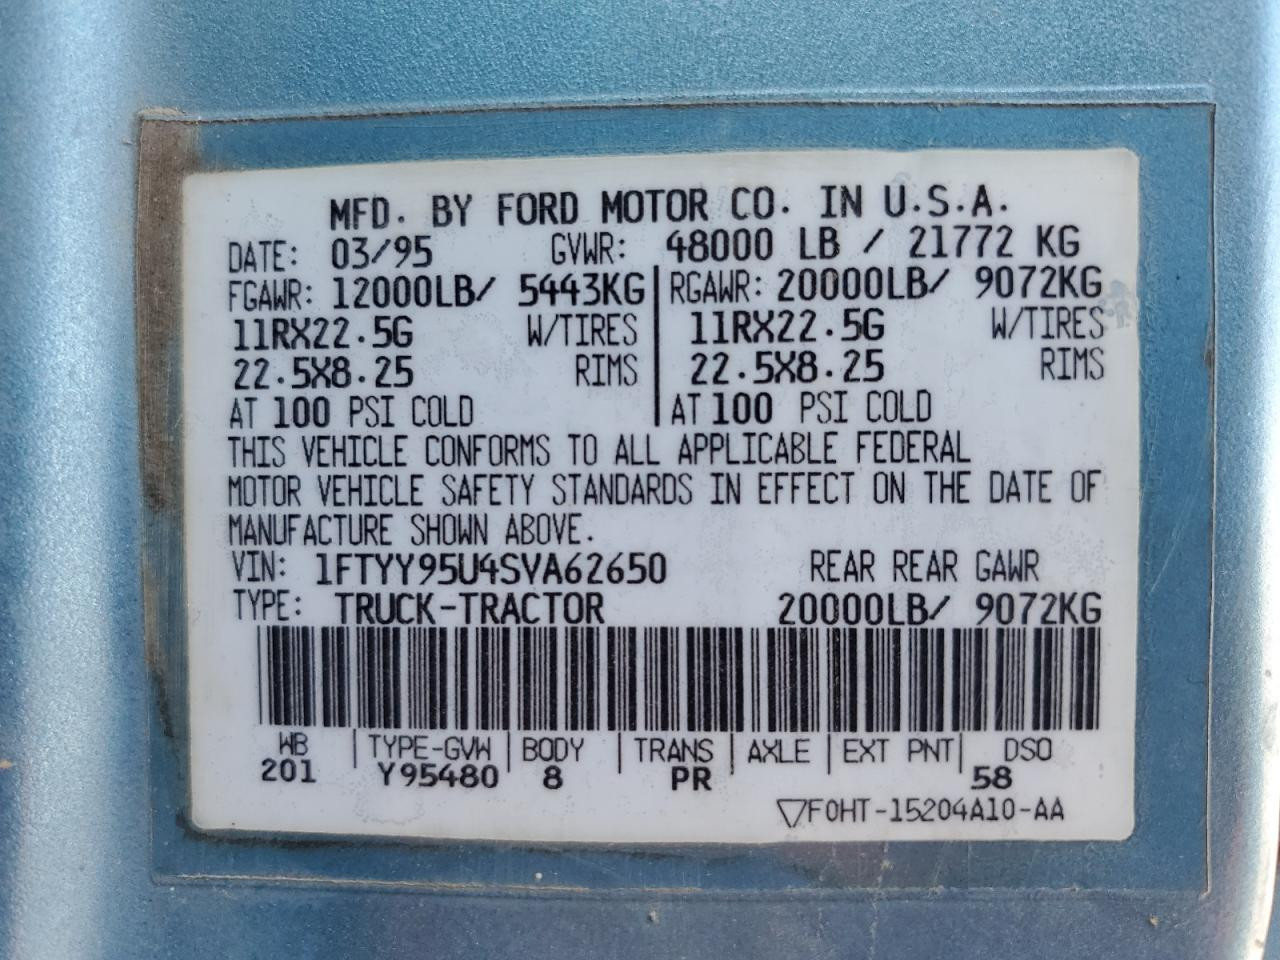 MFD. BY FORD MOTOR CO. IN U.S.A.
DATE: 03/95 GVWR: 48000 LB / 21772 KG
FGAWR: 12000LB/ 5443KG RGAWR: 20000LB/ 9072KG
11RX22.5G W/TIRES 11RX22.5G W/TIRES
22.5X8.25 RIMS 22.5X8.25 RIMS
AT 100 PSI COLD AT 100 PSI COLD
THIS VEHICLE CONFORMS TO ALL APPLICABLE FEDERAL
MOTOR VEHICLE SAFETY STANDARDS IN EFFECT ON THE DATE OF
MANUFACTURE SHOWN ABOVE.
VIN: 1FTYY95U4SVA62650 REAR REAR GAWR
TYPE: TRUCK-TRACTOR 20000LB/ 9072KG
WB TYPE-GVW BODY TRANS AXLE EXT PNT DSO
201 Y95480 8 PR 58
▽F0HT-15204A10-AA